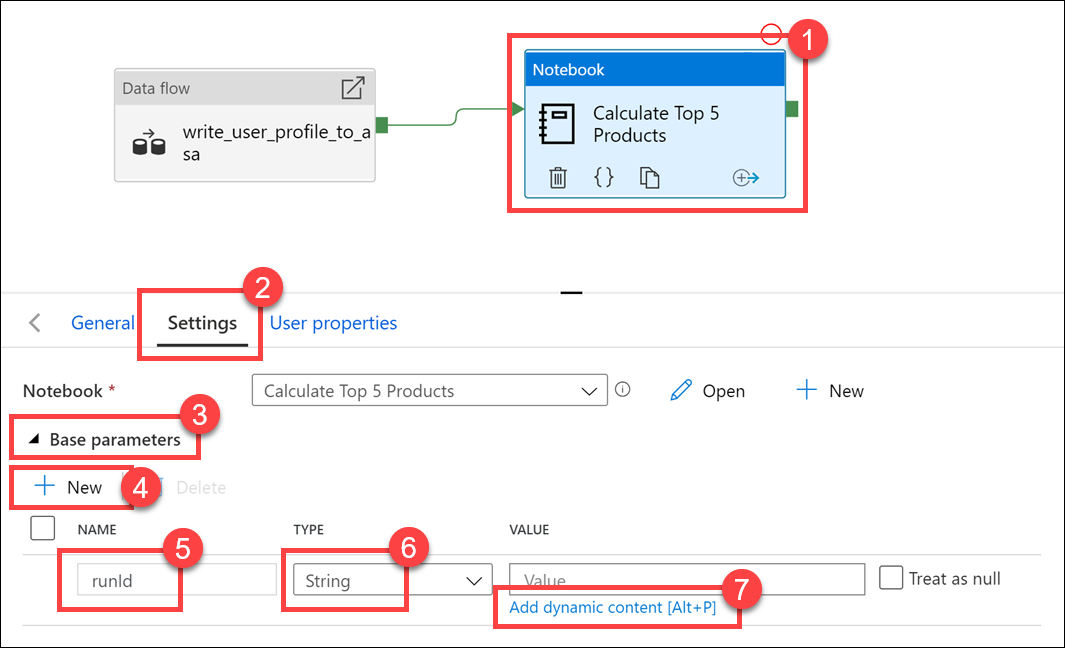 1
Data flow
Notebook
write_user_profile_to_a
sa
Calculate Top 5
Products
{}
2
General
Settings
User properties
Notebook *
Calculate Top 5 Products
Open
New
3
Base parameters
New
4
Delete
NAME
TYPE
VALUE
5
6
runId
String
Value
Treat as null
7
Add dynamic content [Alt+P]